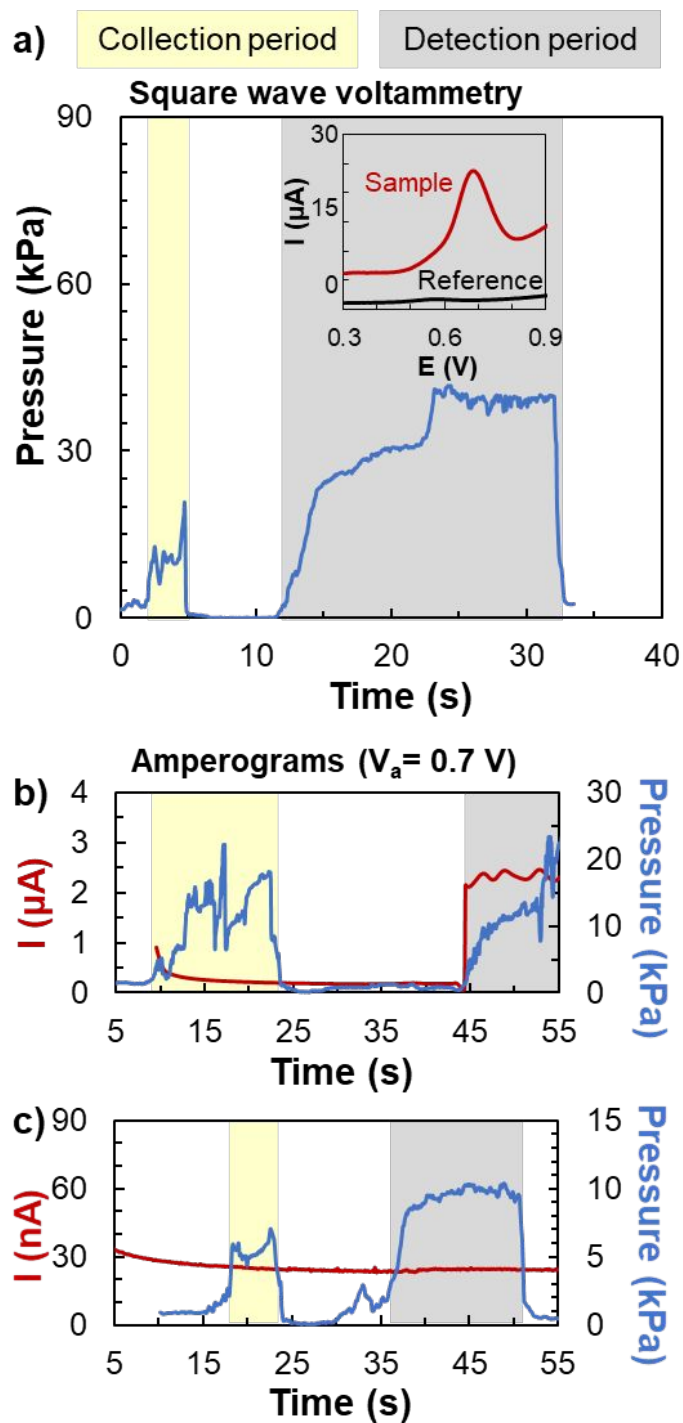 a)
Collection period
Detection period
Square wave voltammetry
90
60
30
0
Pressure (kPa)
30
15
0
I (µA)
Sample
Reference
0.3 0.6 0.9
E (V)
0 10 20 30 40
Time (s)
Amperograms (Va= 0.7 V)
b)
4
3
2
1
0
I (µA)
30
20
10
0
Pressure (kPa)
5 15 25 35 45 55
Time (s)
c)
90
60
30
0
I (nA)
15
10
5
0
Pressure (kPa)
5 15 25 35 45 55
Time (s)